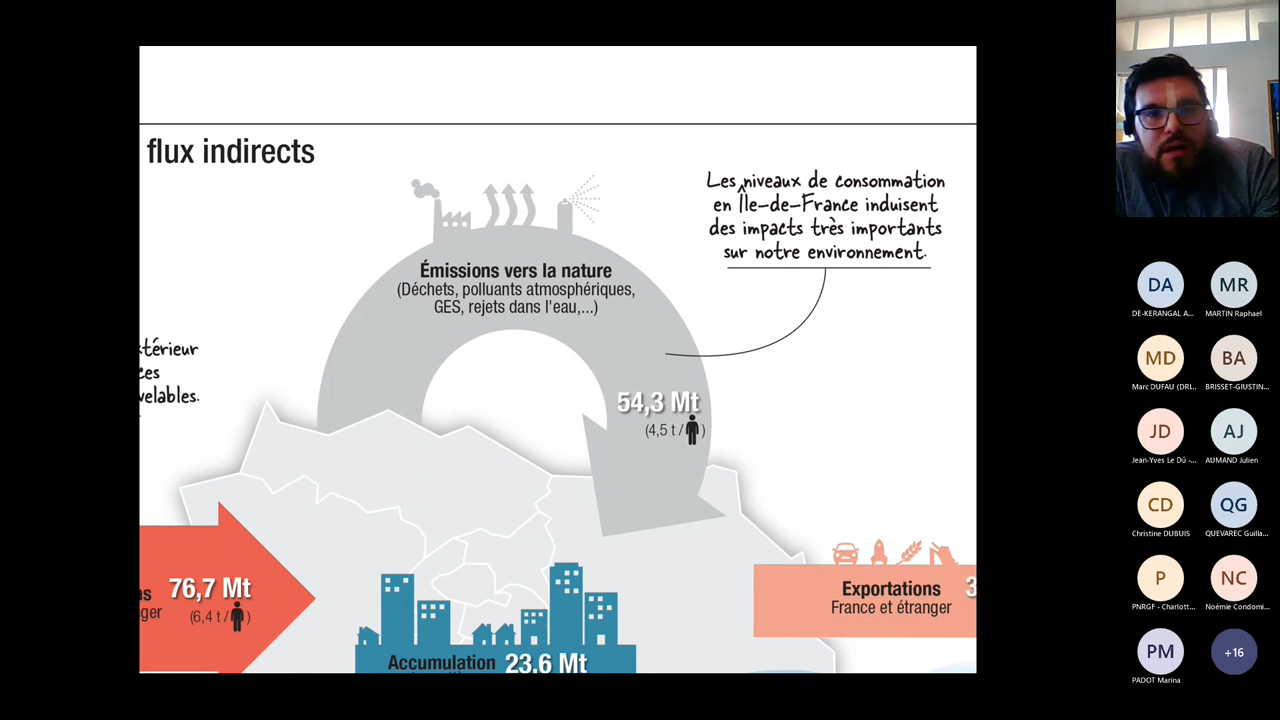 flux indirects
Les niveaux de consommation
en Île-de-France induisent
des impacts très importants
sur notre environnement.
Émissions vers la nature
(Déchets, polluants atmosphériques,
GES, rejets dans l'eau,...)
54,3 Mt
(4,5 t / )
ces
76,7 Mt
(6,4 t / )
Exportations
France et étranger
Accumulation 23,6 Mt
DA
DE-KERANGAL A...
MR
MARTIN Raphael
MD
Marc DUFAU (DRI...
BA
BRISSET-GIUSTIN...
JD
Jean-Yves Le Dû -...
AJ
AUMAND Julien
CD
Christine DUBUIS
QG
QUEVAREC Guilla...
P
PNRGF - Charlott...
NC
Noémie Condomi...
PM
PADOT Marina
+16